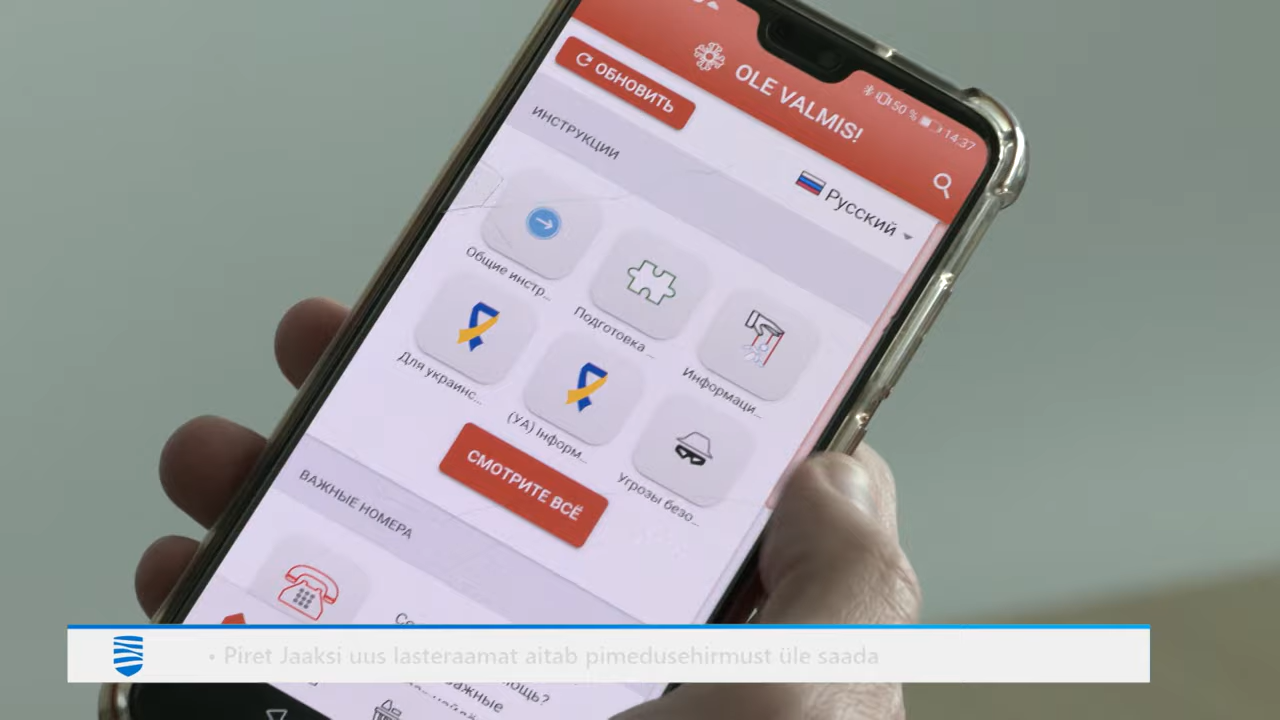 OLE VALMIS!
50 %
14:37
ОБНОВИТЬ
Русский
ИНСТРУКЦИИ
Общие инстр...
Подготовка ...
Информаци...
Для украинс...
(УА) Інформ...
Угрозы безо...
СМОТРИТЕ ВСЁ
ВАЖНЫЕ НОМЕРА
• Piret Jaaksi uus lasteraamat aitab pimedusehirmust üle saada